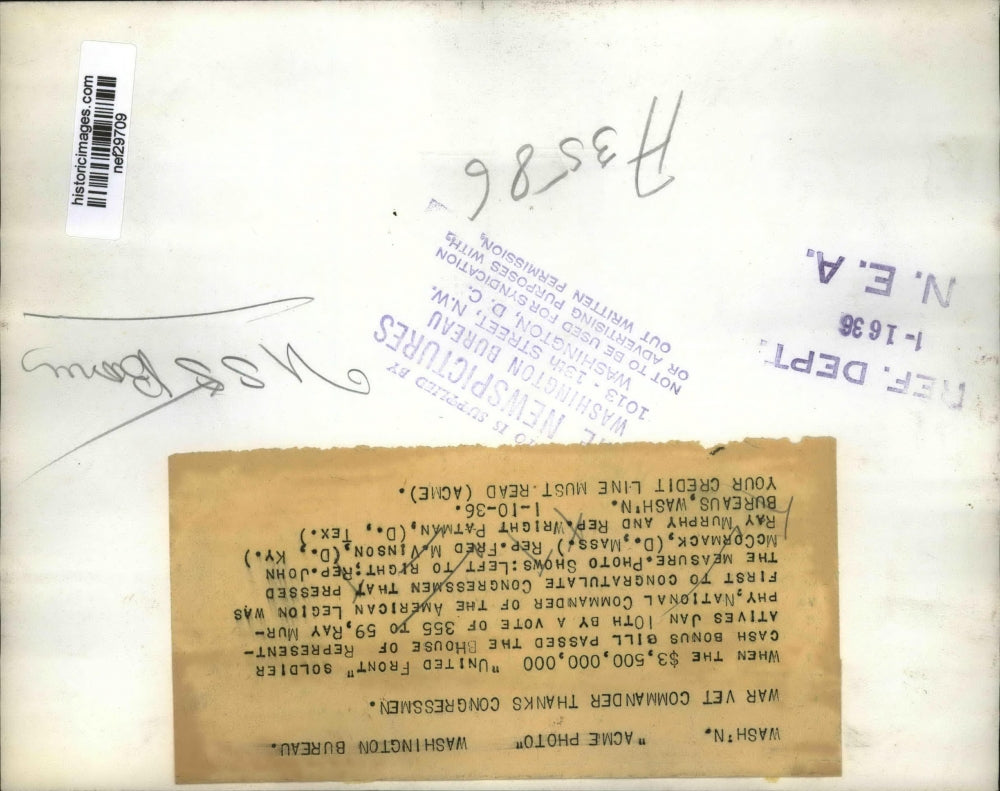 historicimages.com
nef29709
A3586
N. E. A.
1-16 36
REF. DEPT.
TO IS SUPPLIED BY
NEWSPICTURES
WASHINGTON BUREAU
1013 - 13th STREET, N.W.
WASHINGTON, D. C.
NOT TO BE USED FOR SYNDICATION
OR ADVERTISING PURPOSES WITH-
OUT WRITTEN PERMISSION.
WASH'N. "ACME PHOTO" WASHINGTON BUREAU.
WAR VET COMMANDER THANKS CONGRESSMEN.
WHEN THE $3,500,000,000 "UNITED FRONT" SOLDIER
CASH BONUS BILL PASSED THE BHOUSE OF REPRESENT-
ATIVES JAN 10TH BY A VOTE OF 355 TO 59, RAY MUR-
PHY, NATIONAL COMMANDER OF THE AMERICAN LEGION WAS
FIRST TO CONGRATULATE CONGRESSMEN THAT PRESSED
THE MEASURE. PHOTO SHOWS: LEFT TO RIGHT; REP. JOHN
MCCORMACK, (D., MASS.) REP. FRED M. VINSON, (D., KY.)
RAY MURPHY AND REP. WRIGHT PATMAN, (D., TEX.)
BUREAUS, WASH'N. 1-10-36.
YOUR CREDIT LINE MUST READ (ACME).